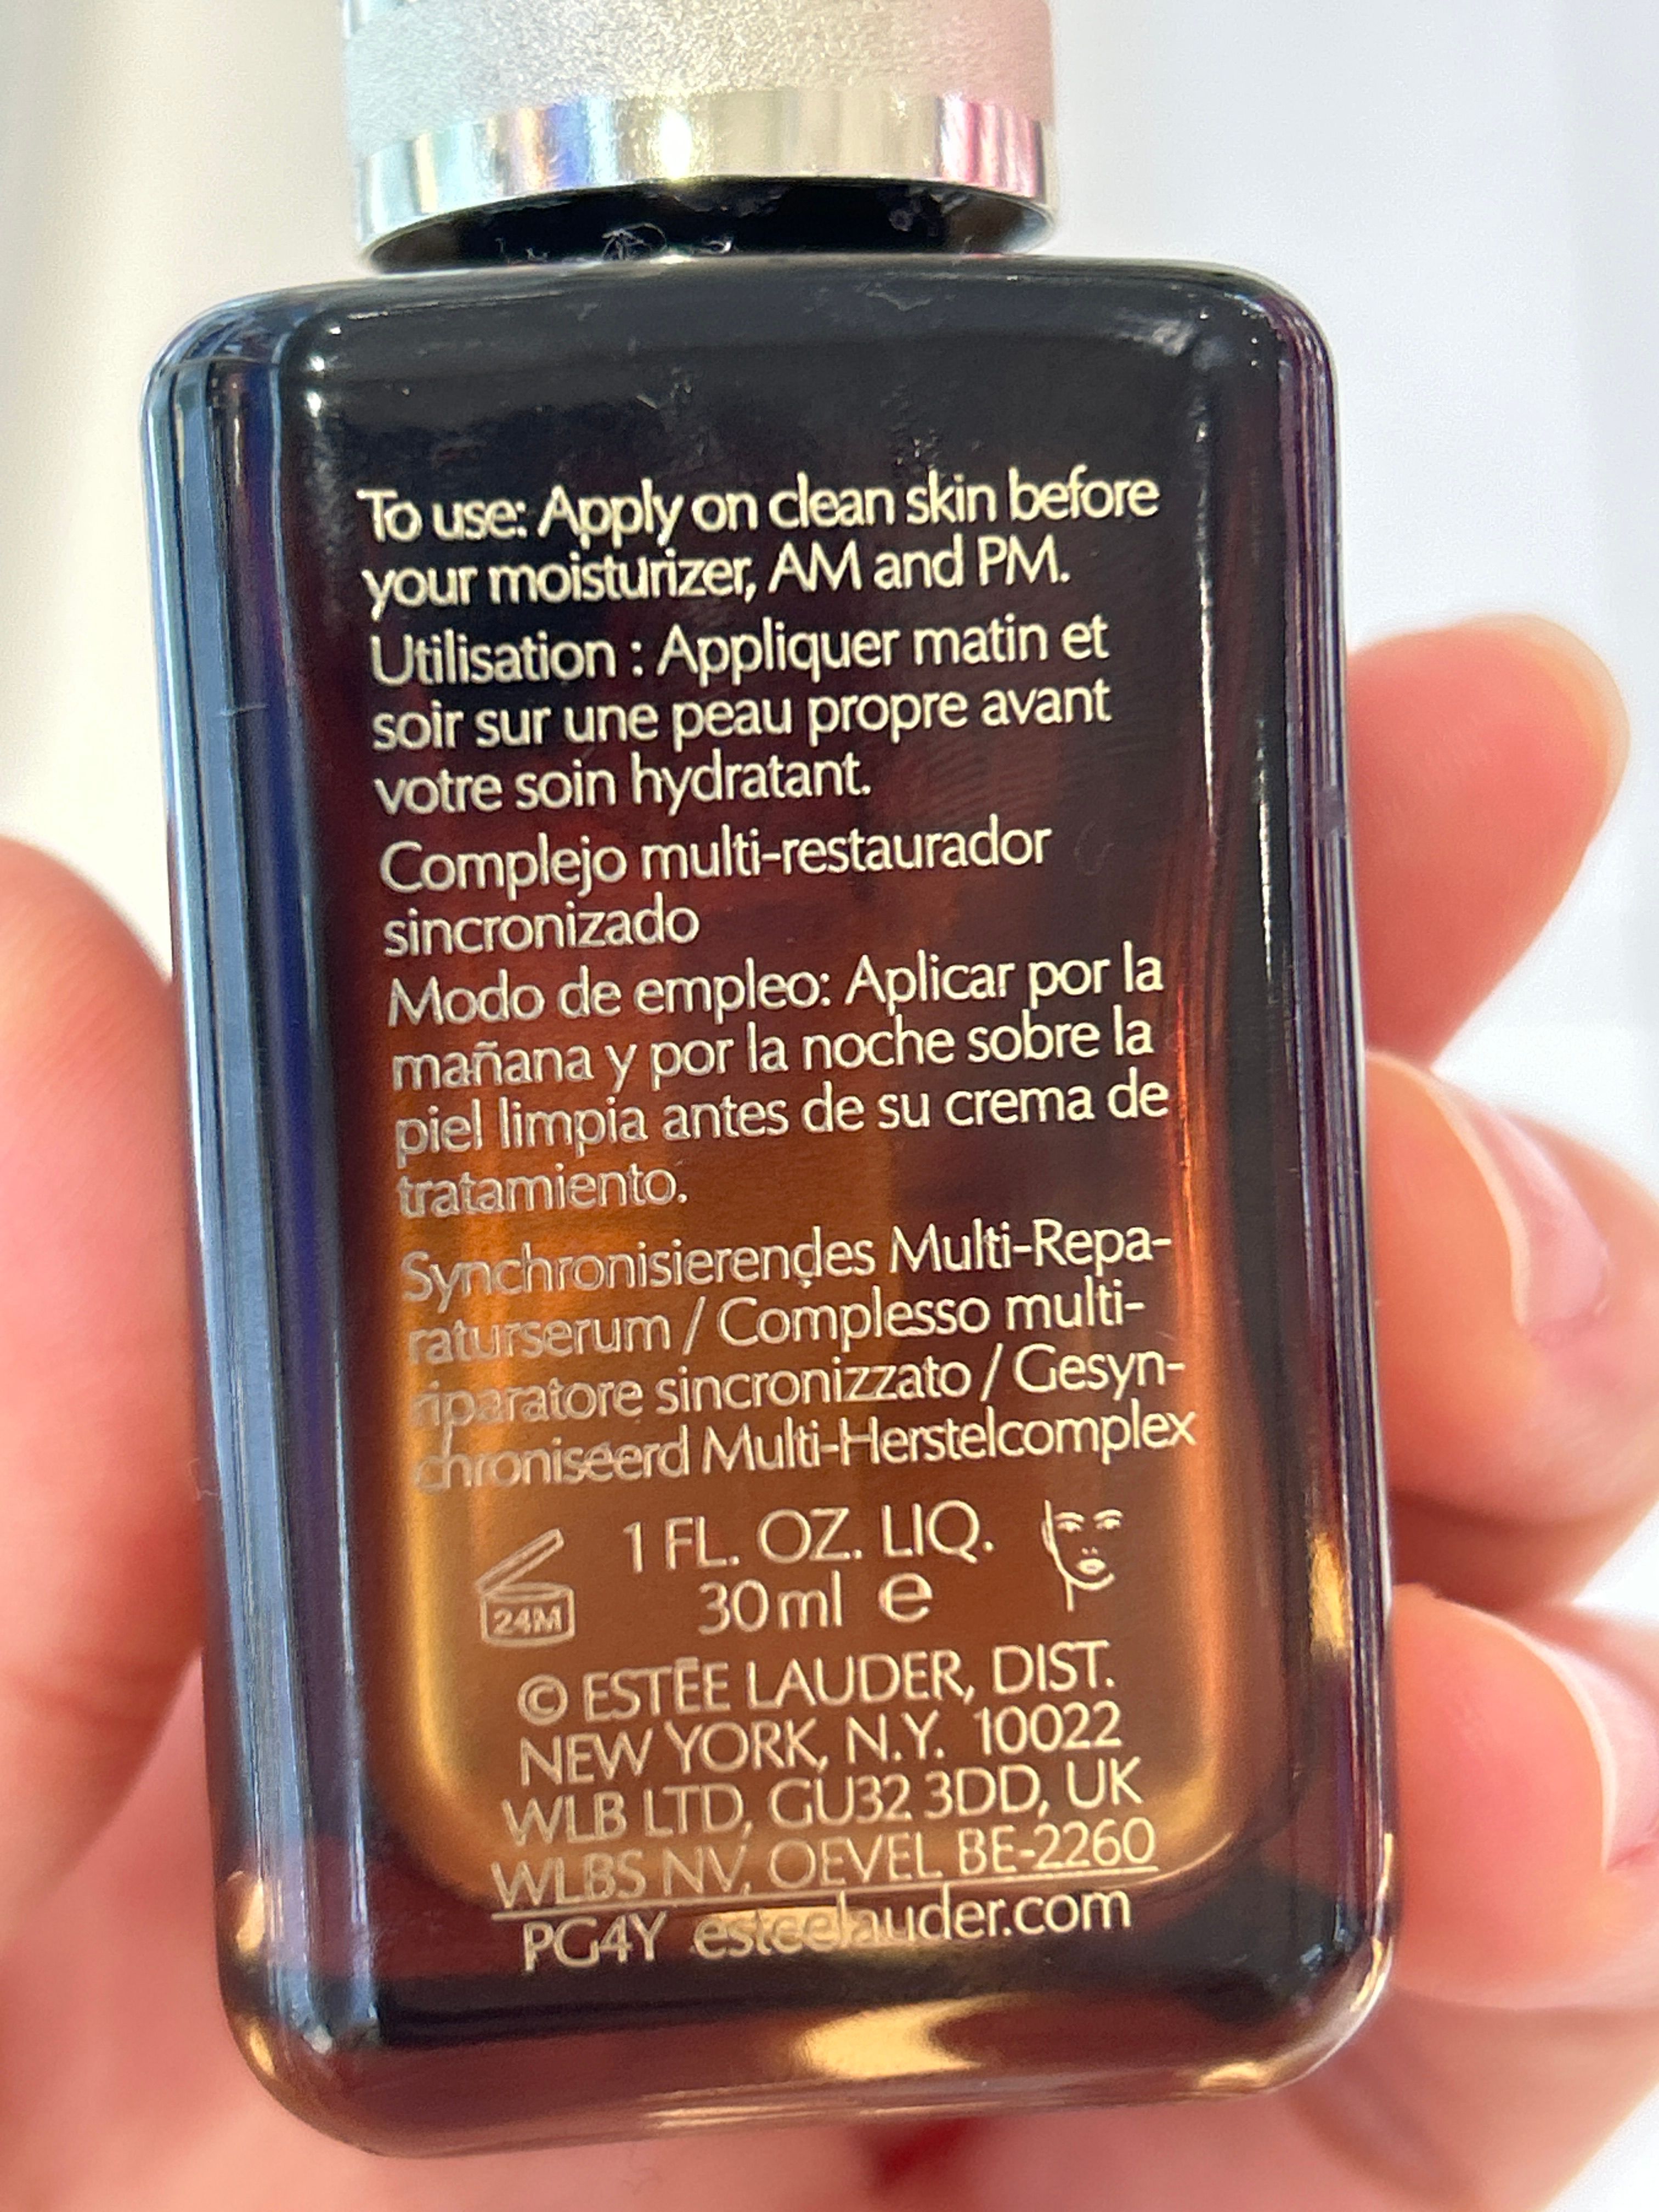 To use: Apply on clean skin before
your moisturizer, AM and PM.
Utilisation : Appliquer matin et
soir sur une peau propre avant
votre soin hydratant.
Complejo multi-restaurador
sincronizado
Modo de empleo: Aplicar por la
mañana y por la noche sobre la
piel limpia antes de su crema de
tratamiento.
Synchronisierendes Multi-Repa-
raturserum / Complesso multi-
riparatore sincronizzato / Gesyn-
chroniseerd Multi-Herstelcomplex
24M
1 FL. OZ. LIQ.
30 ml ℮
© ESTĒE LAUDER, DIST.
NEW YORK, N.Y. 10022
WLB LTD, GU32 3DD, UK
WLBS NV, OEVEL BE-2260
PG4Y esteelauder.com